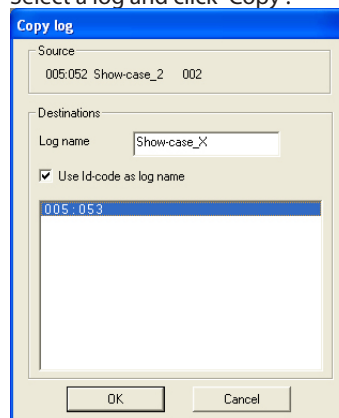 Select a log and click 'Copy'.
Copy log
Source
005:052 Show-case_2 002
Destinations
Log name Show-case_X
Use Id-code as log name
005:053
OK Cancel